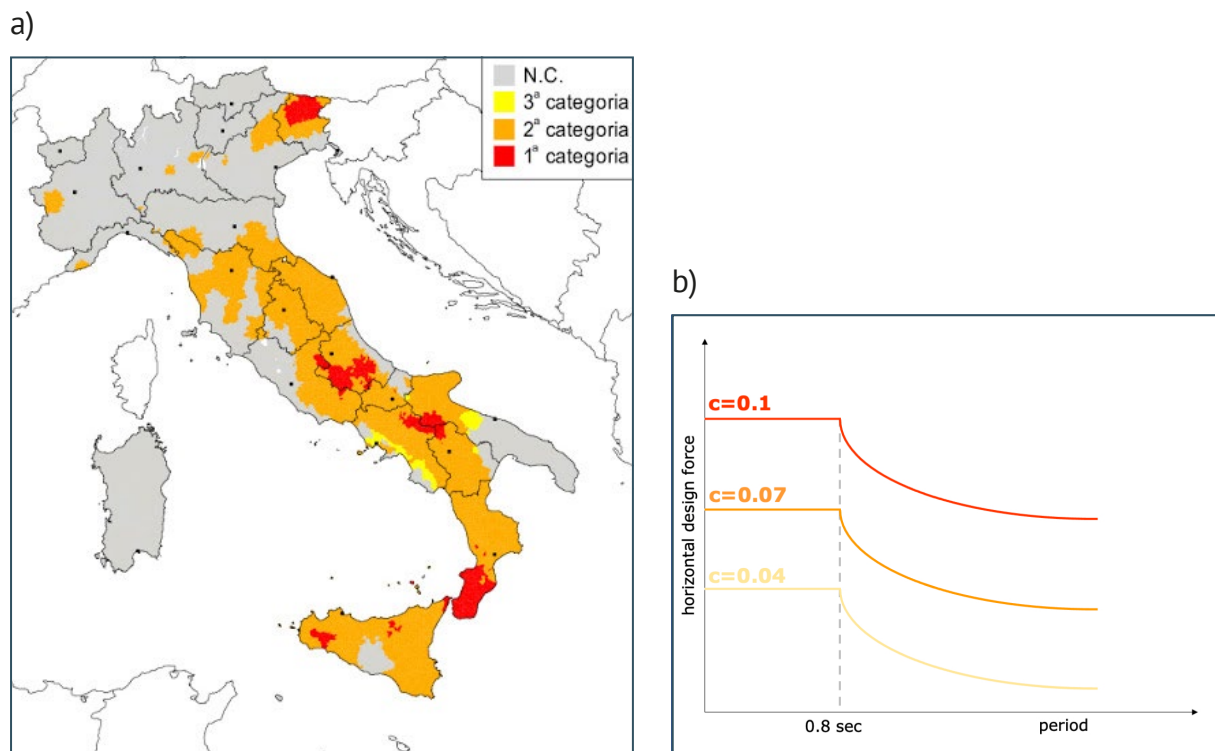 a)
N.C.
3ª categoria
2ª categoria
1ª categoria
b)
c=0.1
c=0.07
c=0.04
horizontal design force
0.8 sec
period